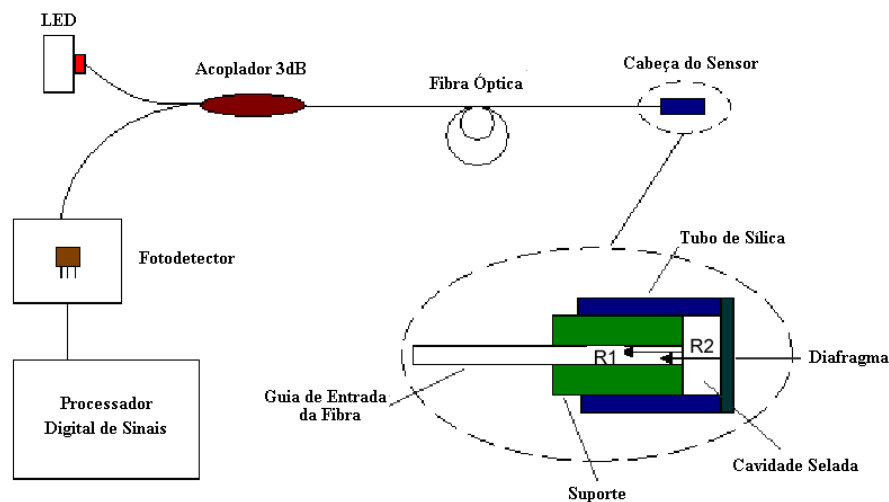 LED
Acoplador 3dB
Fibra Óptica
Cabeça do Sensor
Fotodetector
Tubo de Sílica
R1
R2
Diafragma
Guia de Entrada
da Fibra
Processador
Digital de Sinais
Cavidade Selada
Suporte